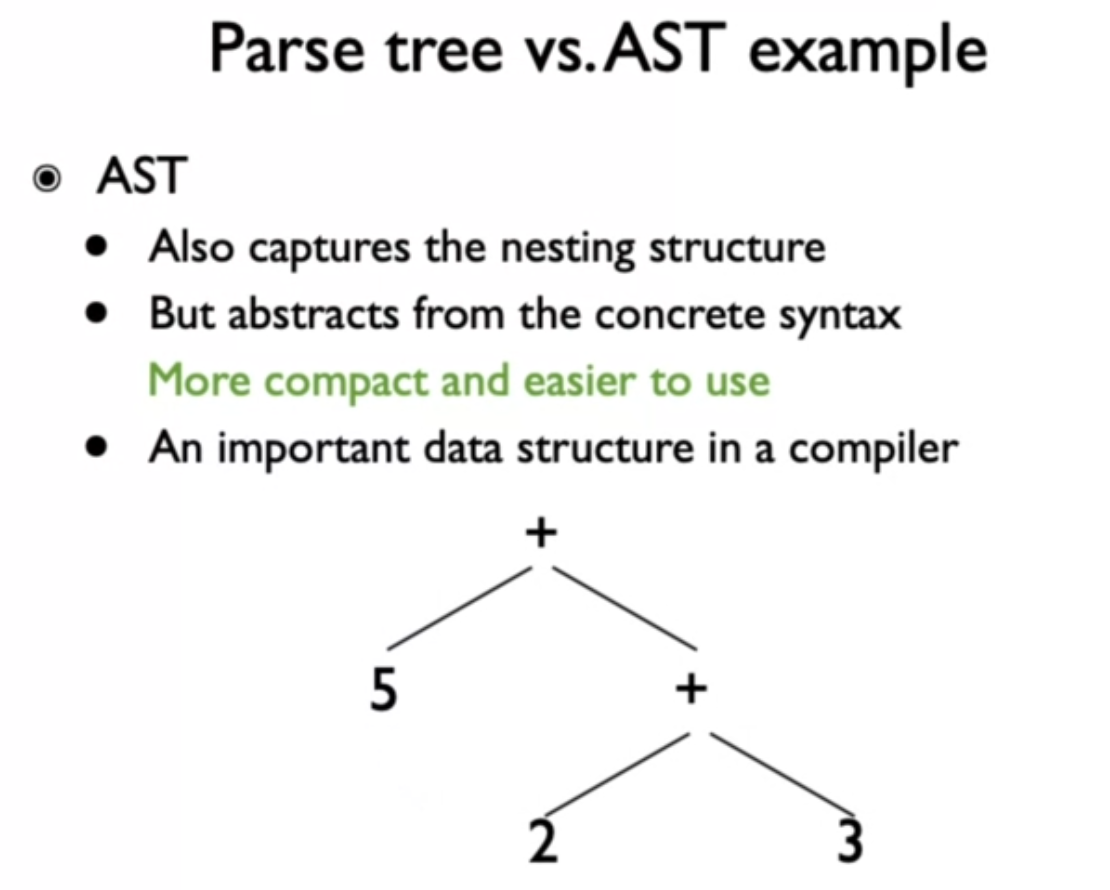 Parse tree vs. AST example
AST
Also captures the nesting structure
But abstracts from the concrete syntax
More compact and easier to use
An important data structure in a compiler
+
5 +
2 3